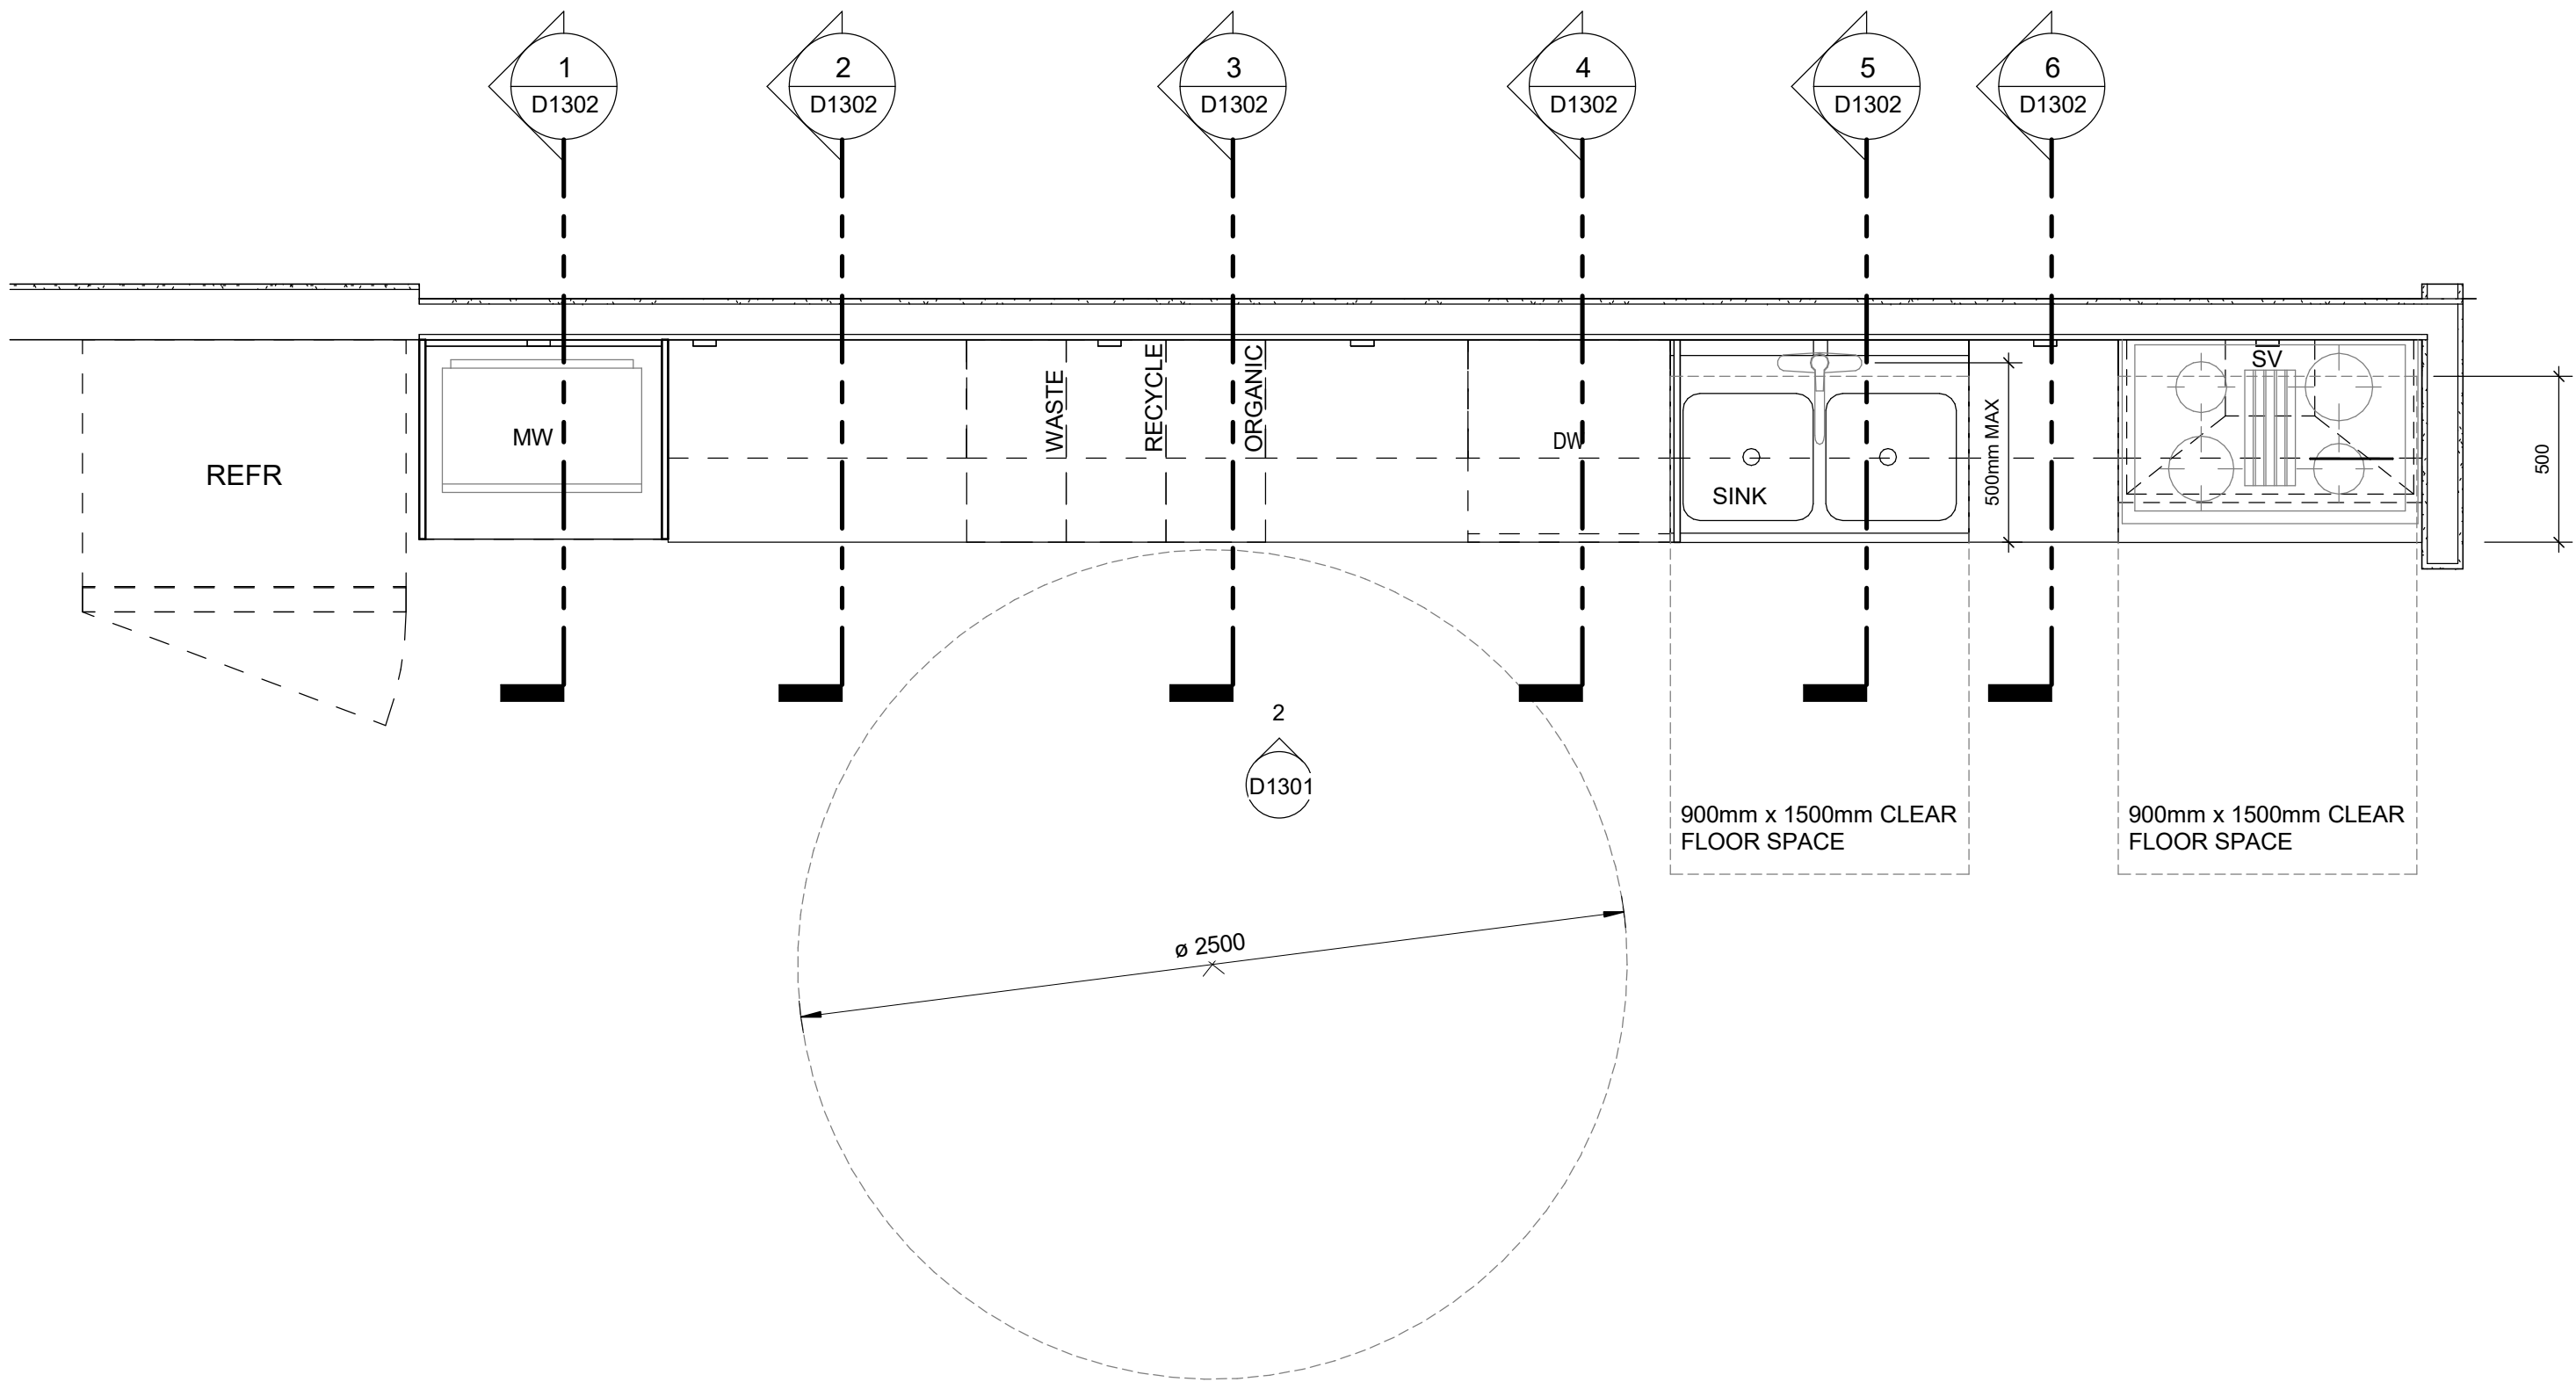 1
D1302
2
D1302
3
D1302
4
D1302
5
D1302
6
D1302
REFR
MW
WASTE
RECYCLE
ORGANIC
DW
SINK
500mm MAX
SV
500
2
D1301
900mm x 1500mm CLEAR
FLOOR SPACE
900mm x 1500mm CLEAR
FLOOR SPACE
ø 2500